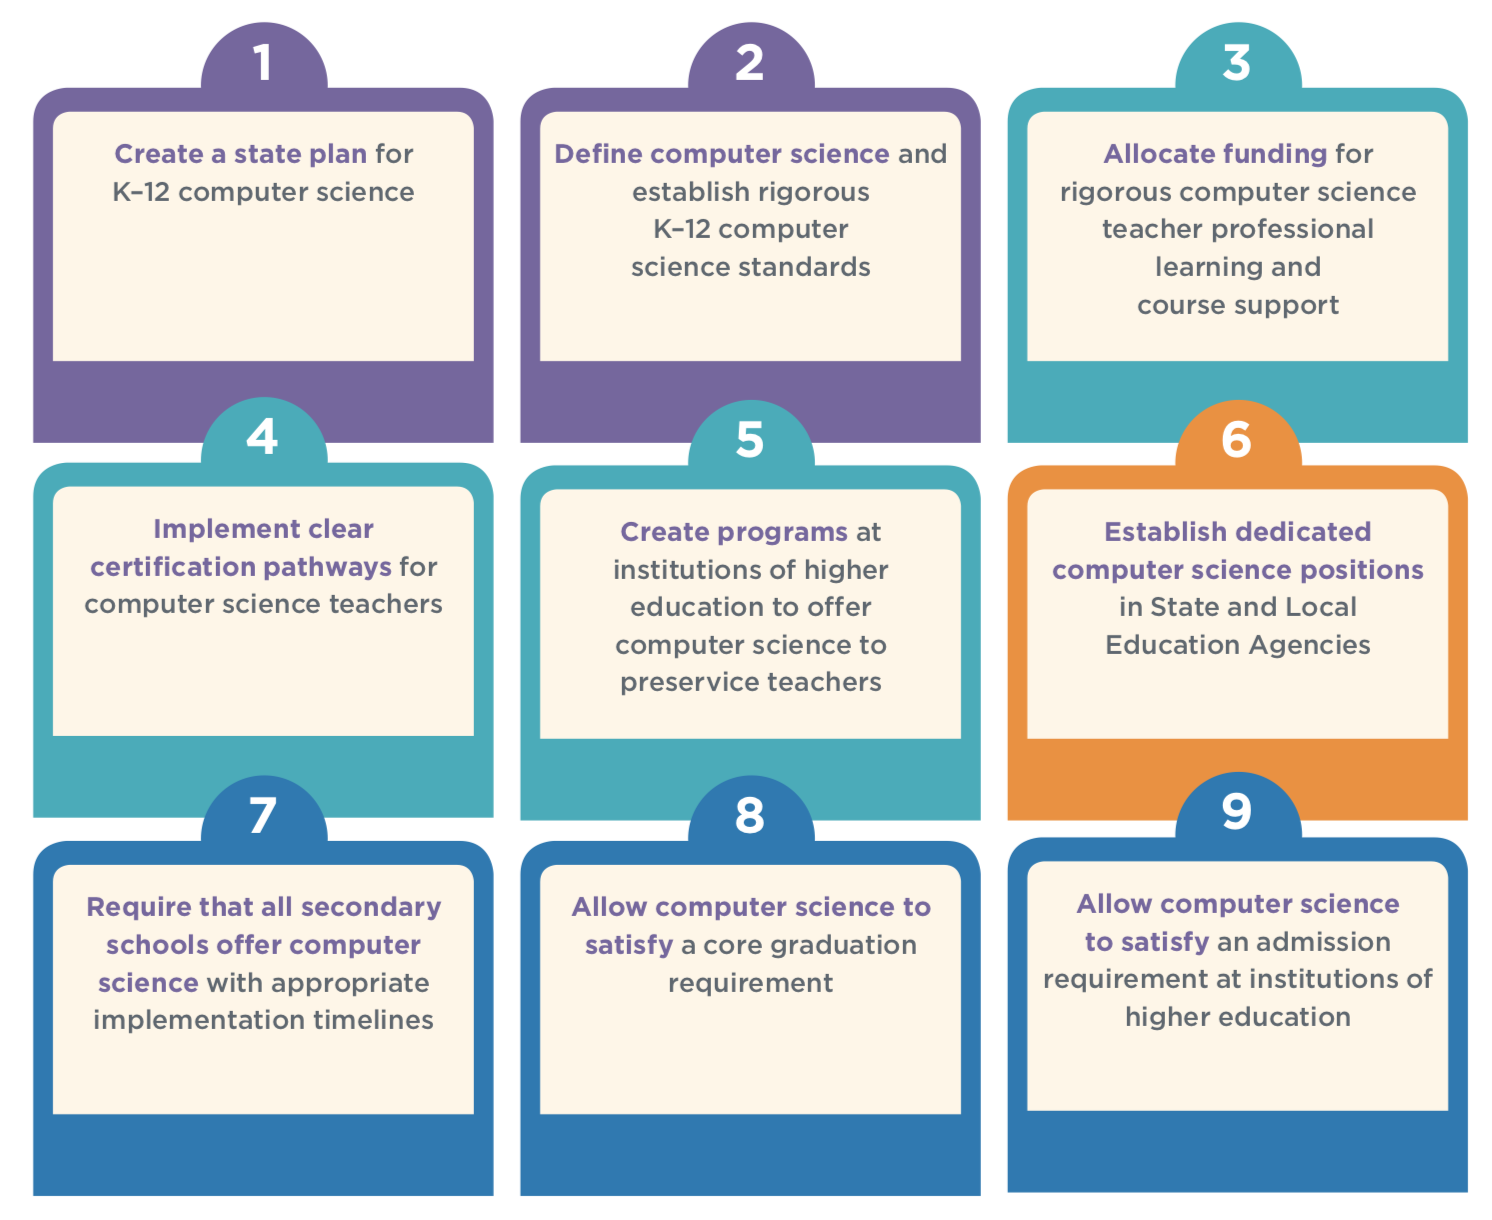 1
Create a state plan for
K–12 computer science
2
Define computer science and
establish rigorous
K–12 computer
science standards
3
Allocate funding for
rigorous computer science
teacher professional
learning and
course support
4
Implement clear
certification pathways for
computer science teachers
5
Create programs at
institutions of higher
education to offer
computer science to
preservice teachers
6
Establish dedicated
computer science positions
in State and Local
Education Agencies
7
Require that all secondary
schools offer computer
science with appropriate
implementation timelines
8
Allow computer science to
satisfy a core graduation
requirement
9
Allow computer science
to satisfy an admission
requirement at institutions of
higher education